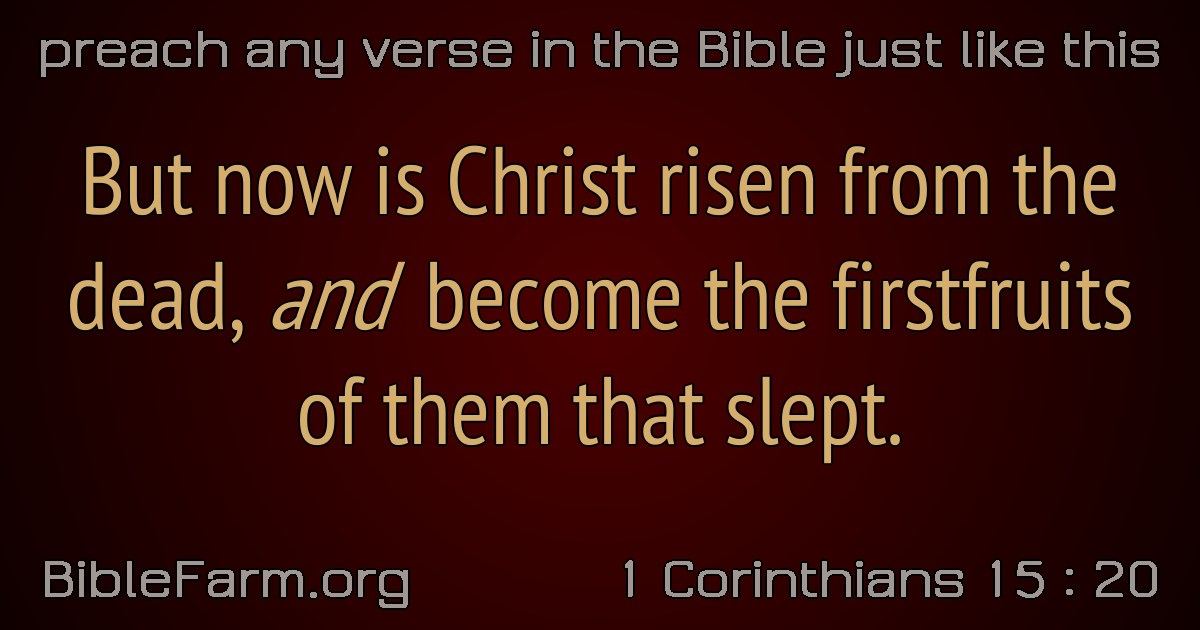 preach any verse in the Bible just like this
But now is Christ risen from the
dead, and become the firstfruits
of them that slept.
BibleFarm.org
1 Corinthians 15 : 20